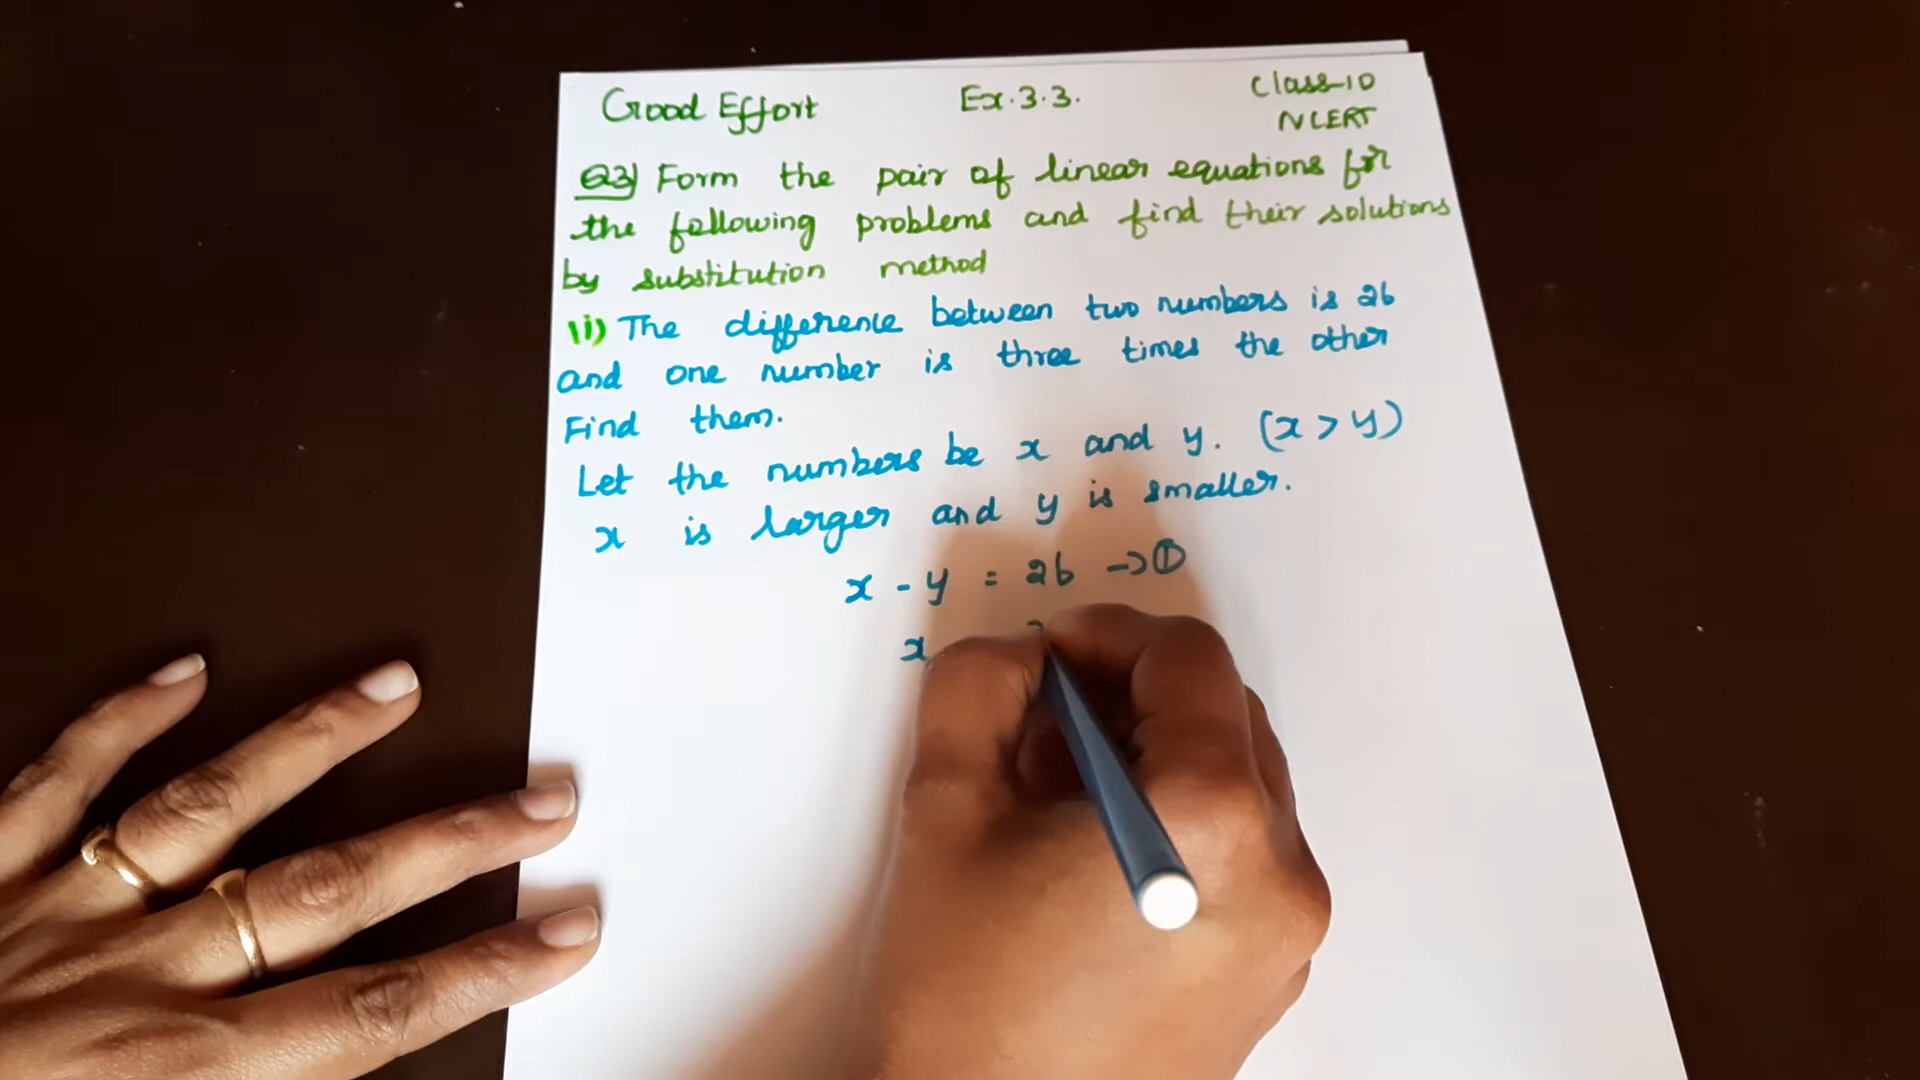 Good Effort Ex.3.3. Class-10
NCERT
Q3) Form the pair of linear equations for
the following problems and find their solutions
by substitution method
(i) The difference between two numbers is 26
and one number is three times the other
Find them.
Let the numbers be x and y. (x > y)
x is larger and y is smaller.
x - y = 26 → ①
x